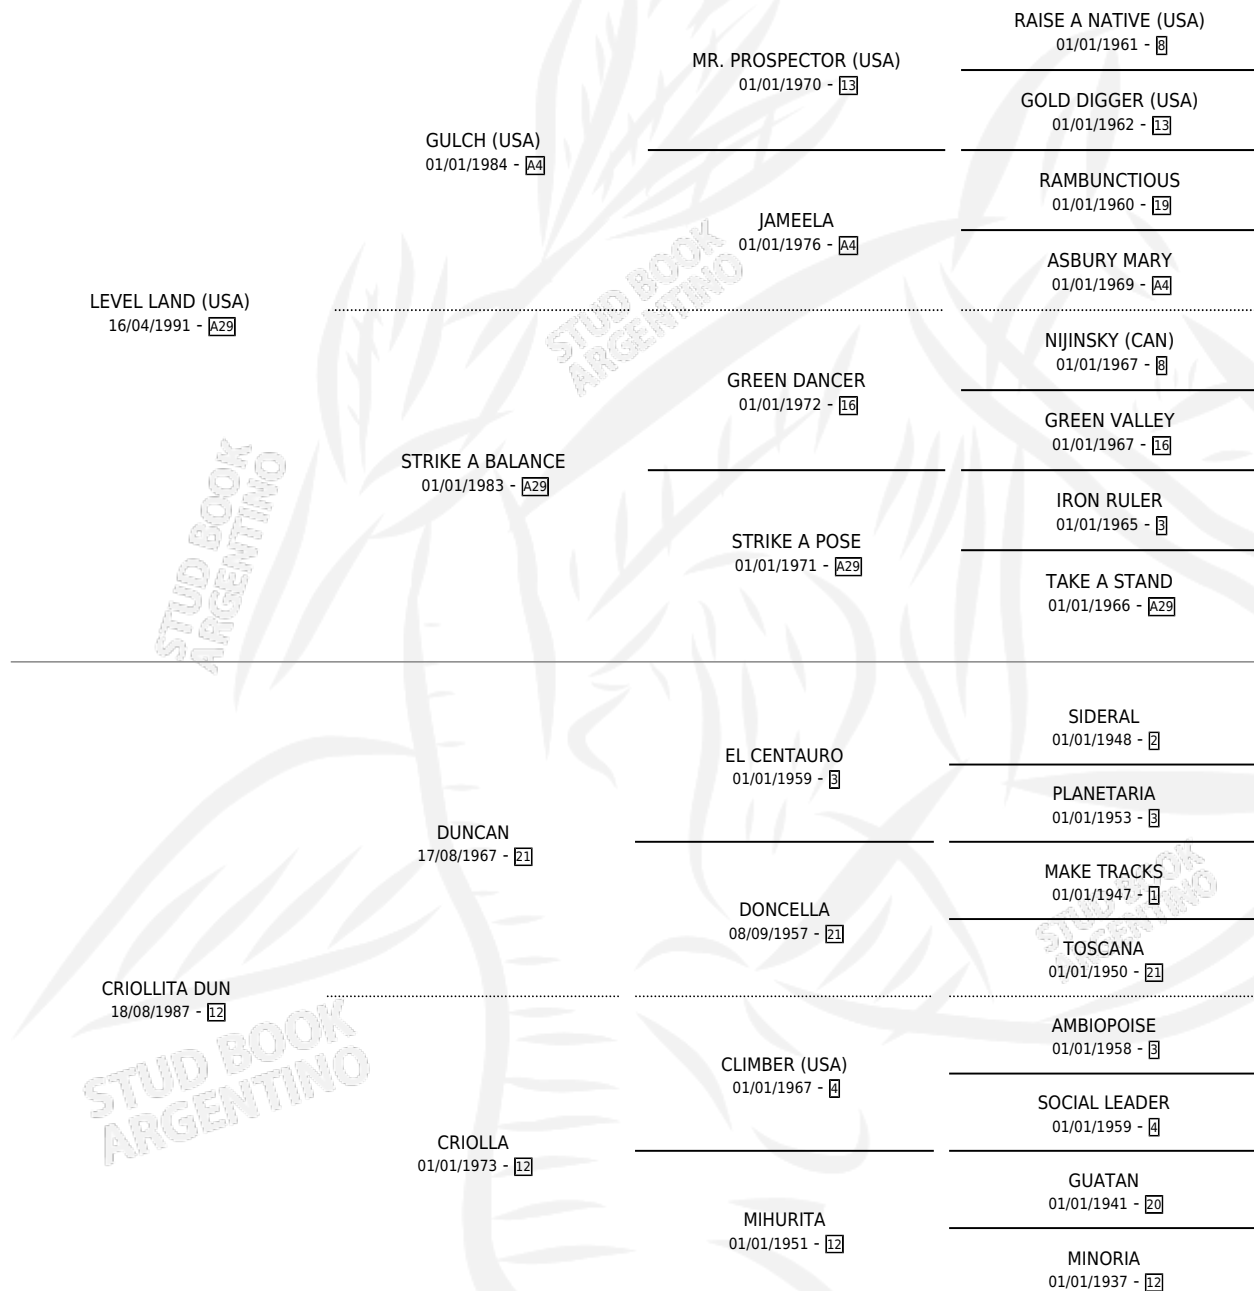 RAISE A NATIVE (USA)
01/01/1961 - 8
MR. PROSPECTOR (USA)
01/01/1970 - 13
GOLD DIGGER (USA)
01/01/1962 - 13
GULCH (USA)
01/01/1984 - A4
RAMBUNCTIOUS
01/01/1960 - 19
JAMEELA
01/01/1976 - A4
ASBURY MARY
01/01/1969 - A4
LEVEL LAND (USA)
16/04/1991 - A29
STUD BOOK
ARGENTINO
NIJINSKY (CAN)
01/01/1967 - 8
GREEN DANCER
01/01/1972 - 16
GREEN VALLEY
01/01/1967 - 16
STRIKE A BALANCE
01/01/1983 - A29
IRON RULER
01/01/1965 - 3
STRIKE A POSE
01/01/1971 - A29
TAKE A STAND
01/01/1966 - A29
STUD BOOK
ARGENTINO
SIDERAL
01/01/1948 - 2
EL CENTAURO
01/01/1959 - 3
PLANETARIA
01/01/1953 - 3
DUNCAN
17/08/1967 - 21
MAKE TRACKS
01/01/1947 - 1
DONCELLA
08/09/1957 - 21
STUD BOOK
ARGENTINO
TOSCANA
01/01/1950 - 21
CRIOLLITA DUN
18/08/1987 - 12
AMBIOPOISE
01/01/1958 - 3
CLIMBER (USA)
01/01/1967 - 4
SOCIAL LEADER
01/01/1959 - 4
STUD BOOK
ARGENTINO
CRIOLLA
01/01/1973 - 12
GUATAN
01/01/1941 - 20
MIHURITA
01/01/1951 - 12
MINORIA
01/01/1937 - 12